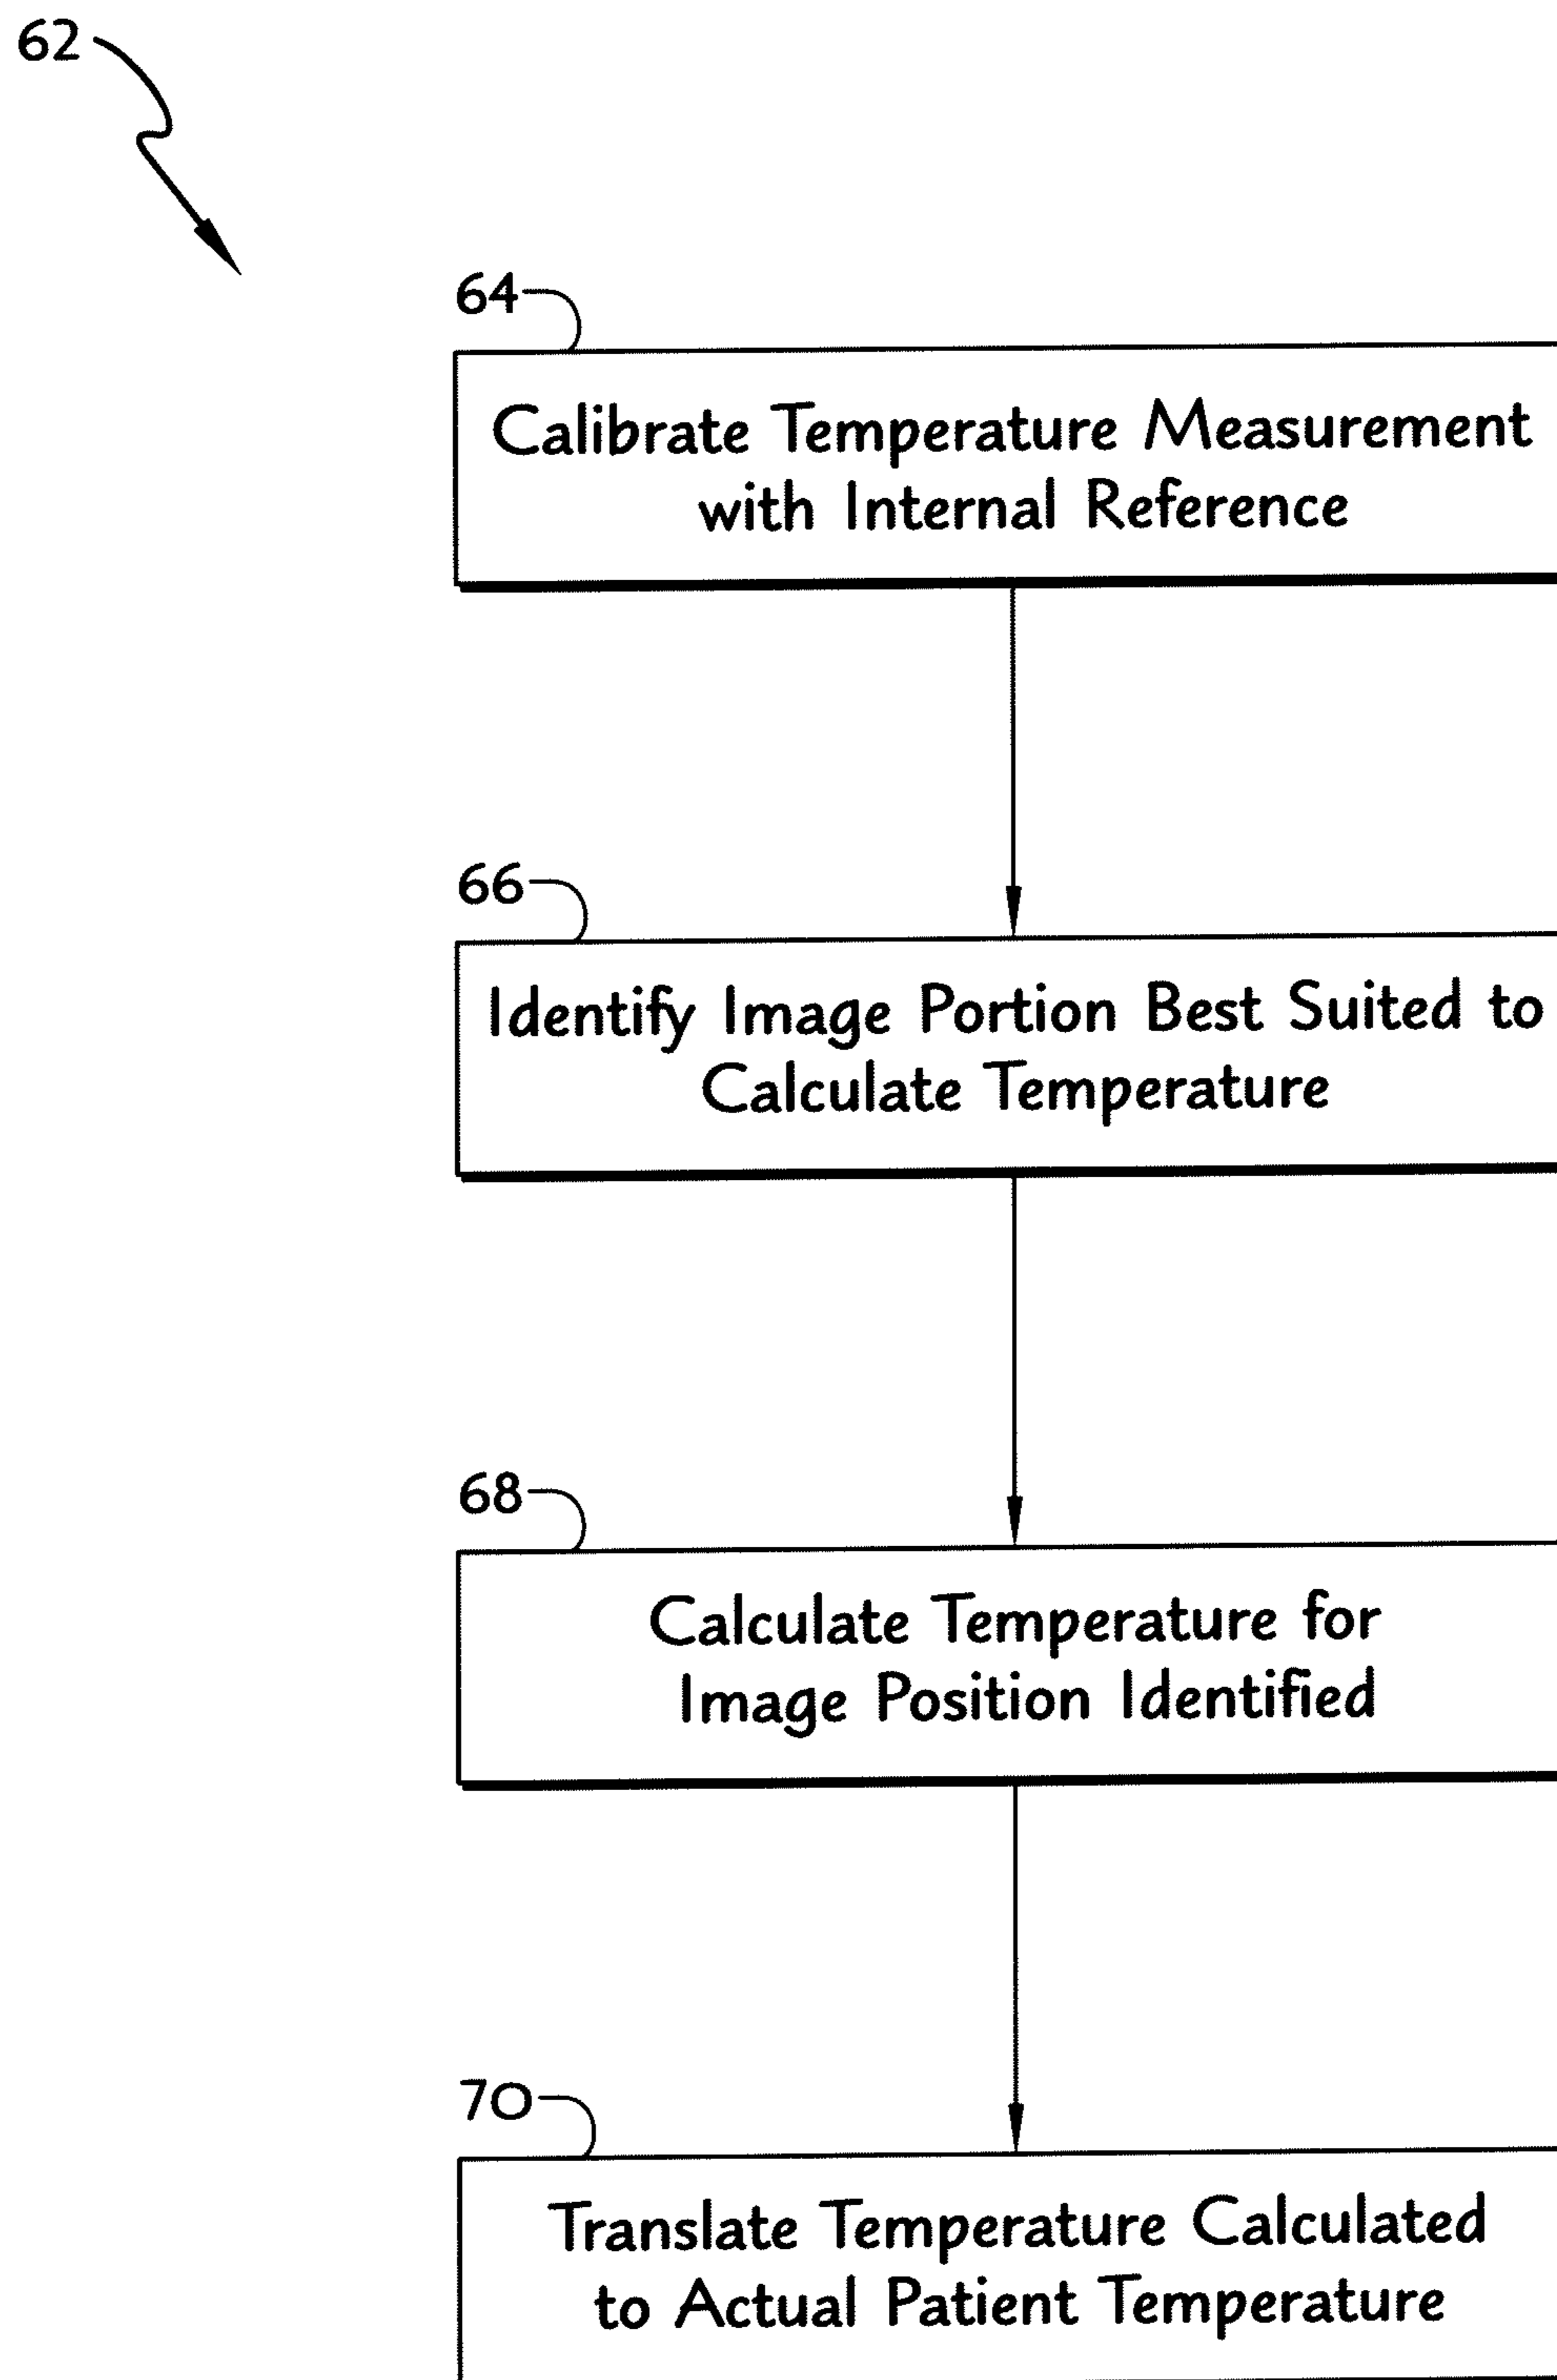 62
64
Calibrate Temperature Measurement
with Internal Reference
66
Identify Image Portion Best Suited to
Calculate Temperature
68
Calculate Temperature for
Image Position Identified
70
Translate Temperature Calculated
to Actual Patient Temperature